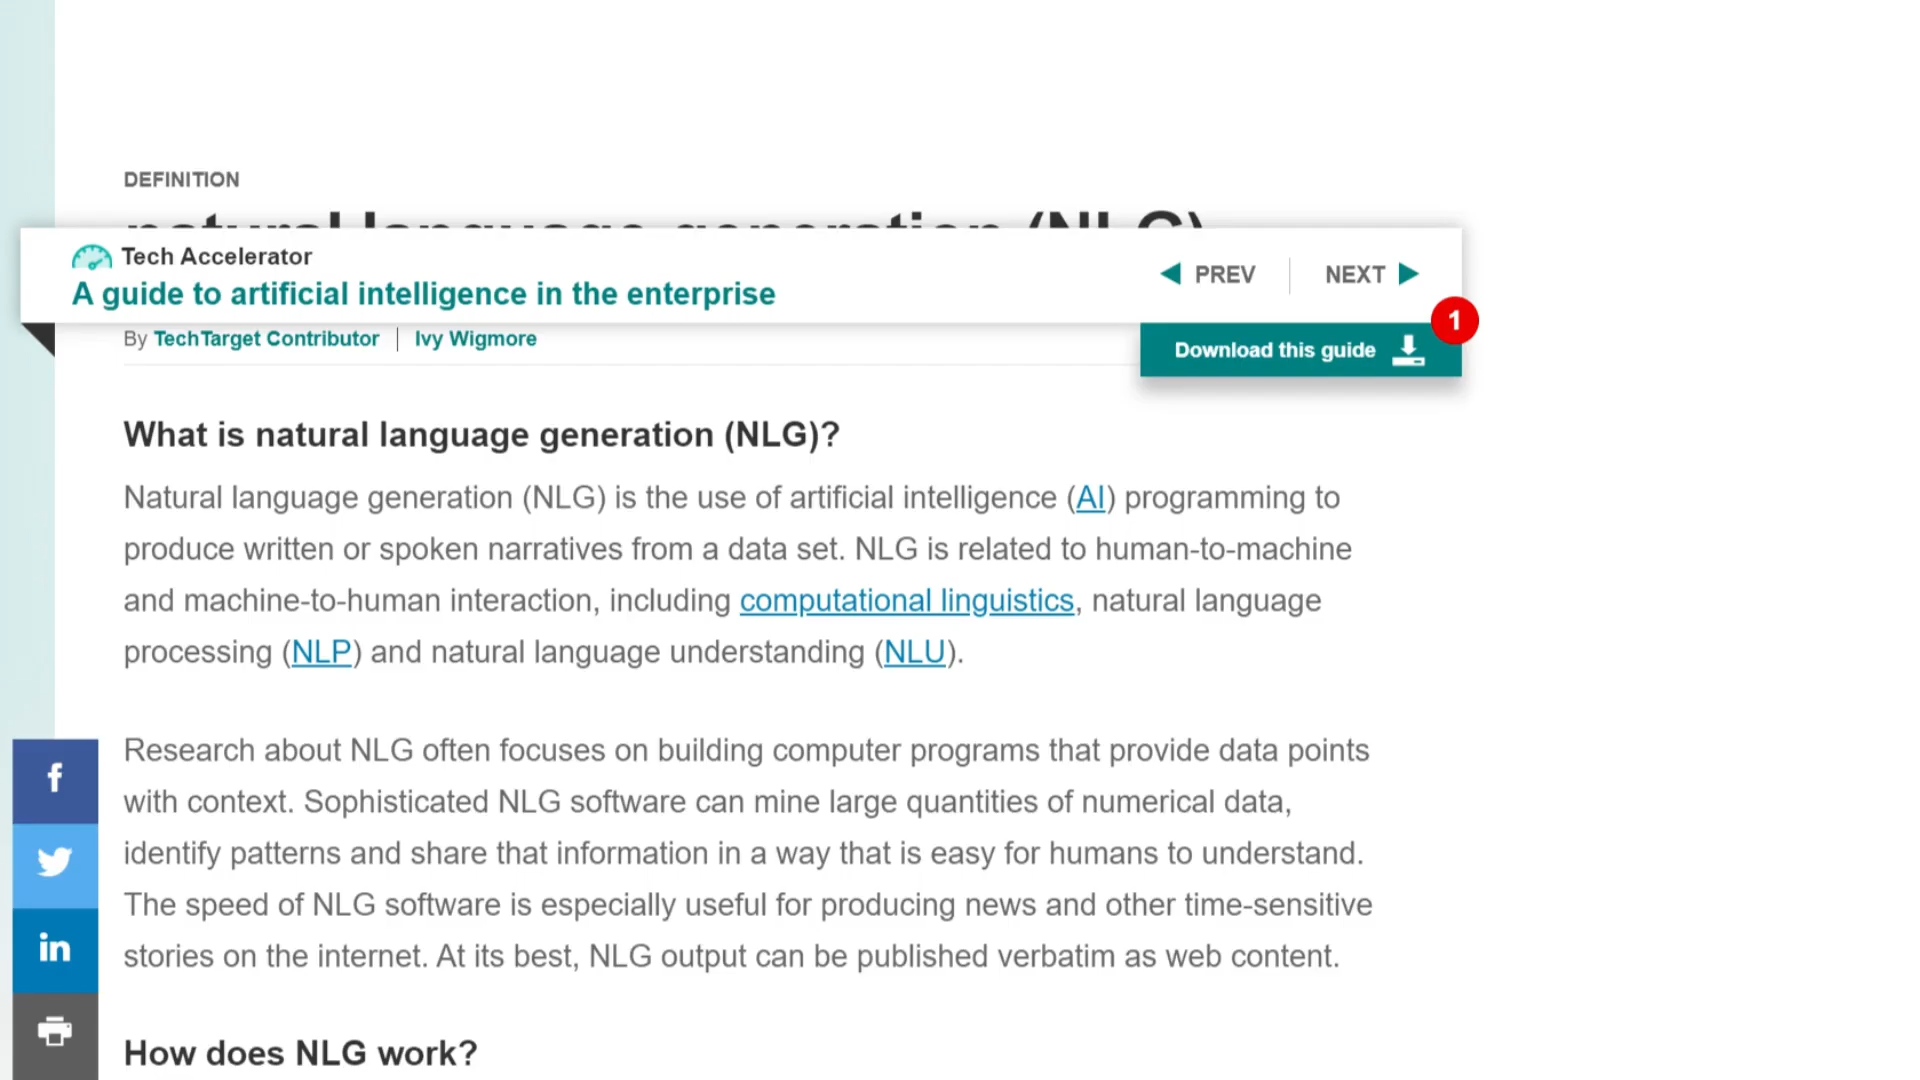 DEFINITION
natural language generation (NLG)
Tech Accelerator
A guide to artificial intelligence in the enterprise
PREV
NEXT
1
By TechTarget Contributor | Ivy Wigmore
Download this guide
What is natural language generation (NLG)?
Natural language generation (NLG) is the use of artificial intelligence (AI) programming to
produce written or spoken narratives from a data set. NLG is related to human-to-machine
and machine-to-human interaction, including computational linguistics, natural language
processing (NLP) and natural language understanding (NLU).
Research about NLG often focuses on building computer programs that provide data points
with context. Sophisticated NLG software can mine large quantities of numerical data,
identify patterns and share that information in a way that is easy for humans to understand.
The speed of NLG software is especially useful for producing news and other time-sensitive
stories on the internet. At its best, NLG output can be published verbatim as web content.
f
in
How does NLG work?